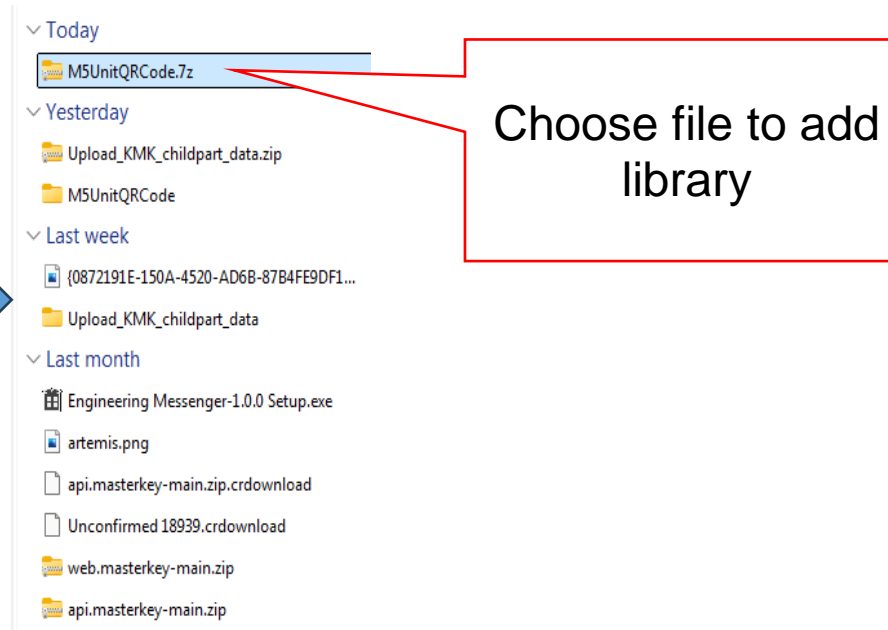 Today
M5UnitQRCode.7z
Yesterday
Upload_KMK_childpart_data.zip
M5UnitQRCode
Last week
{0872191E-150A-4520-AD6B-87B4FE9DF1...
Upload_KMK_childpart_data
Last month
Engineering Messenger-1.0.0 Setup.exe
artemis.png
api.masterkey-main.zip.crdownload
Unconfirmed 18939.crdownload
web.masterkey-main.zip
api.masterkey-main.zip
Choose file to add
library